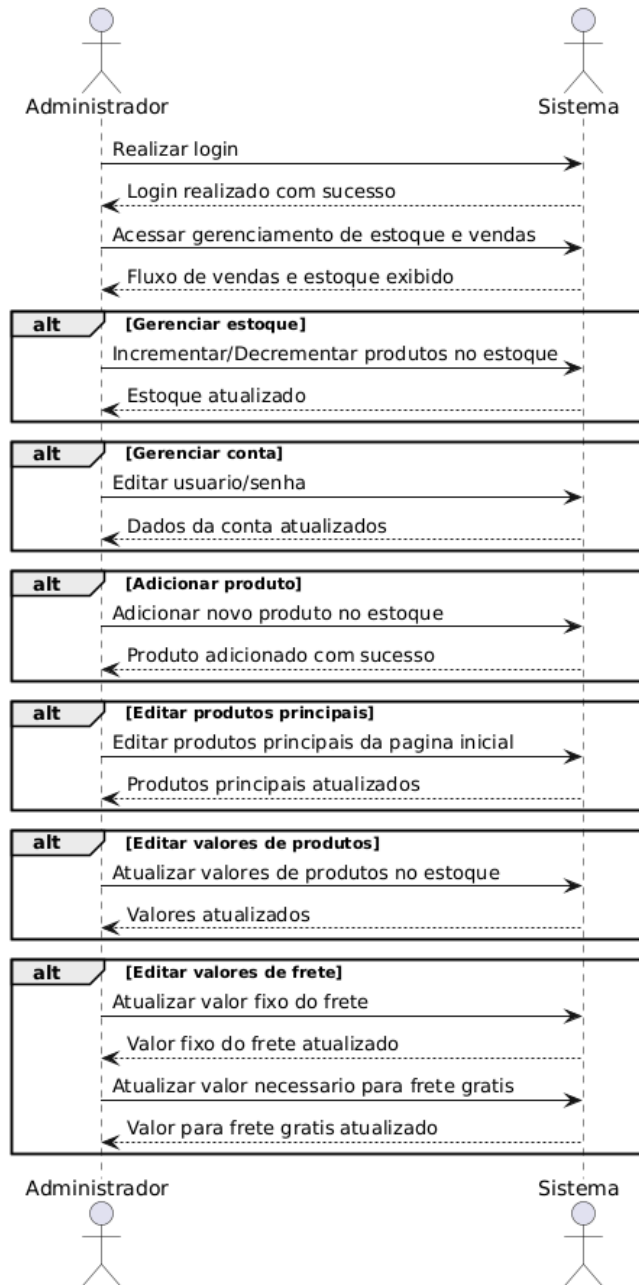 Administrador
Sistema
Realizar login
Login realizado com sucesso
Acessar gerenciamento de estoque e vendas
Fluxo de vendas e estoque exibido
alt [Gerenciar estoque]
Incrementar/Decrementar produtos no estoque
Estoque atualizado
alt [Gerenciar conta]
Editar usuario/senha
Dados da conta atualizados
alt [Adicionar produto]
Adicionar novo produto no estoque
Produto adicionado com sucesso
alt [Editar produtos principais]
Editar produtos principais da pagina inicial
Produtos principais atualizados
alt [Editar valores de produtos]
Atualizar valores de produtos no estoque
Valores atualizados
alt [Editar valores de frete]
Atualizar valor fixo do frete
Valor fixo do frete atualizado
Atualizar valor necessario para frete gratis
Valor para frete gratis atualizado
Administrador
Sistema